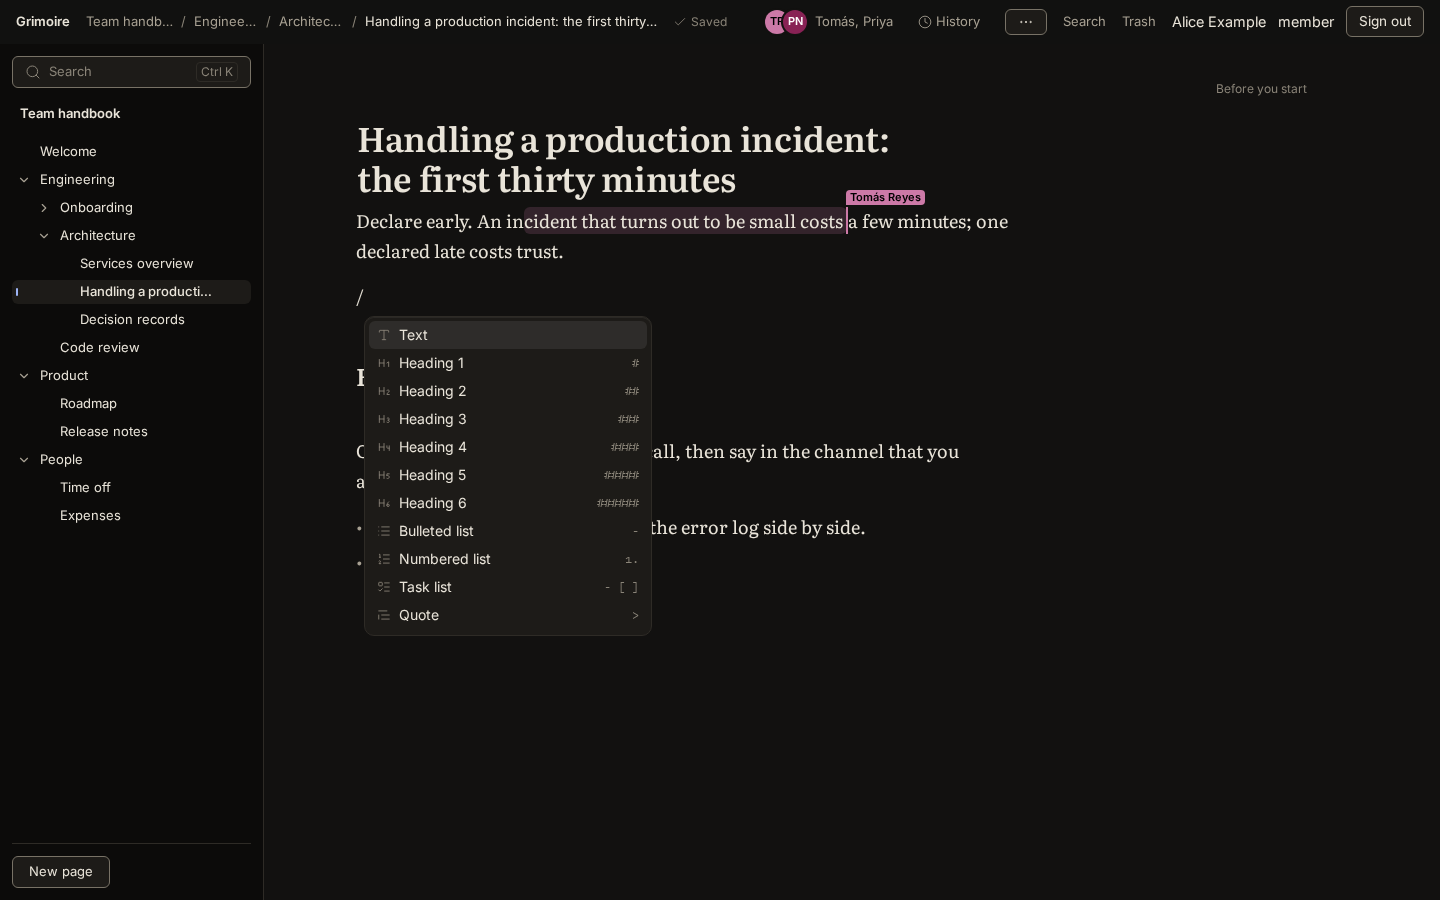 Grimoire Team handb... / Enginee... / Architec... / Handling a production incident: the first thirty... Saved TR PN Tomás, Priya History ... Search Trash Alice Example member Sign out
Search Ctrl K
Team handbook
Welcome
Engineering
Onboarding
Architecture
Services overview
Handling a producti...
Decision records
Code review
Product
Roadmap
Release notes
People
Time off
Expenses
New page
Before you start
Handling a production incident:
the first thirty minutes
Tomás Reyes
Declare early. An incident that turns out to be small costs a few minutes; one
declared late costs trust.
/
Text
H1 Heading 1 #
H2 Heading 2 ##
H3 Heading 3 ###
H4 Heading 4 ####
H5 Heading 5 #####
H6 Heading 6 ######
Bulleted list -
Numbered list 1.
Task list - [ ]
Quote >
then say in the channel that you
the error log side by side.